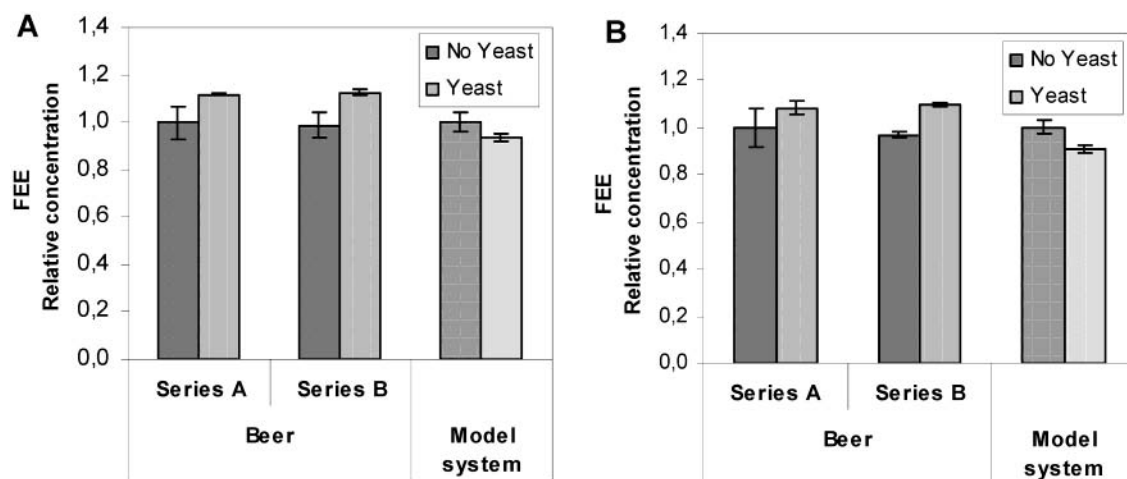 A
FEE
Relative concentration
1,4
1,2
1,0
0,8
0,6
0,4
0,2
0,0
No Yeast
Yeast
Series A
Series B
Beer
Model
system
B
FEE
Relative concentration
1,4
1,2
1,0
0,8
0,6
0,4
0,2
0,0
No Yeast
Yeast
Series A
Series B
Beer
Model
system